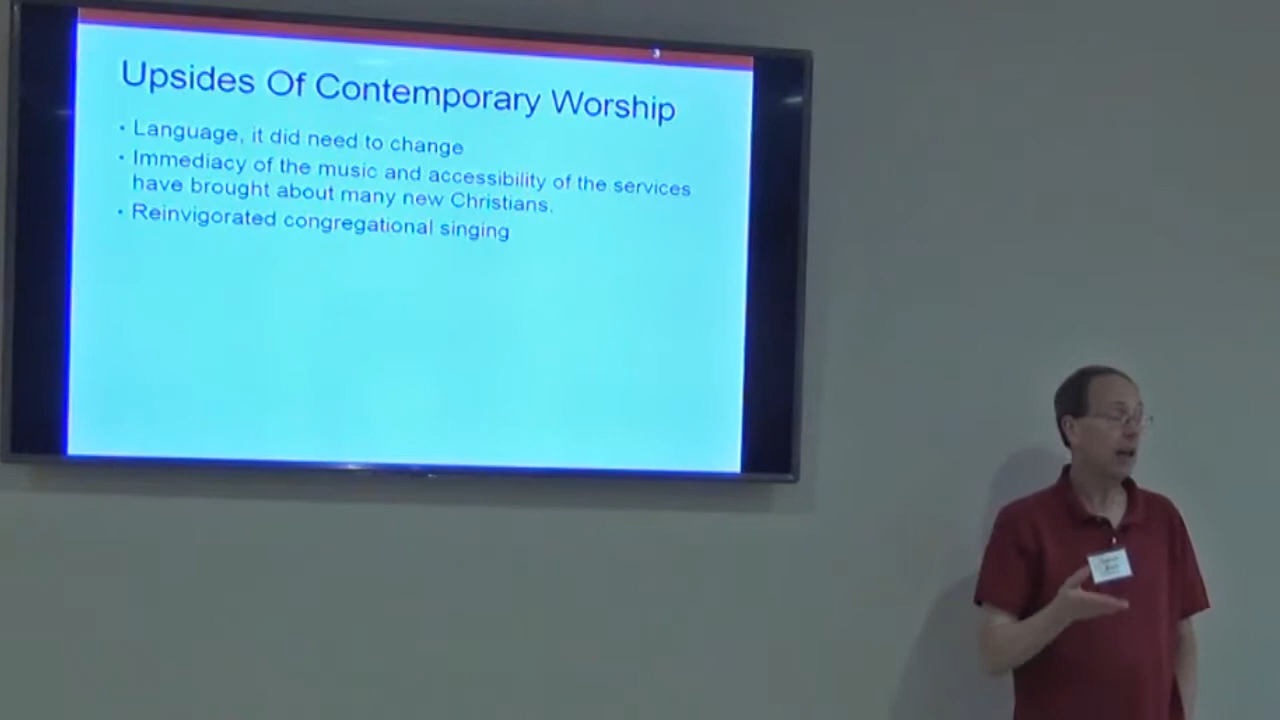 3
Upsides Of Contemporary Worship
• Language, it did need to change
• Immediacy of the music and accessibility of the services
have brought about many new Christians.
• Reinvigorated congregational singing